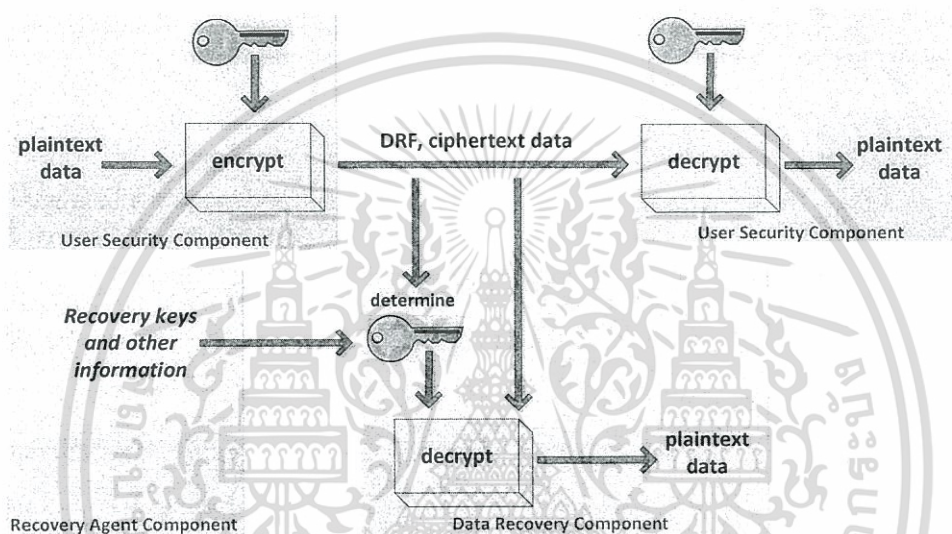 plaintext
data
encrypt
DRF, ciphertext data
decrypt
plaintext
data
User Security Component
User Security Component
determine
Recovery keys
and other
information
decrypt
plaintext
data
Recovery Agent Component
Data Recovery Component